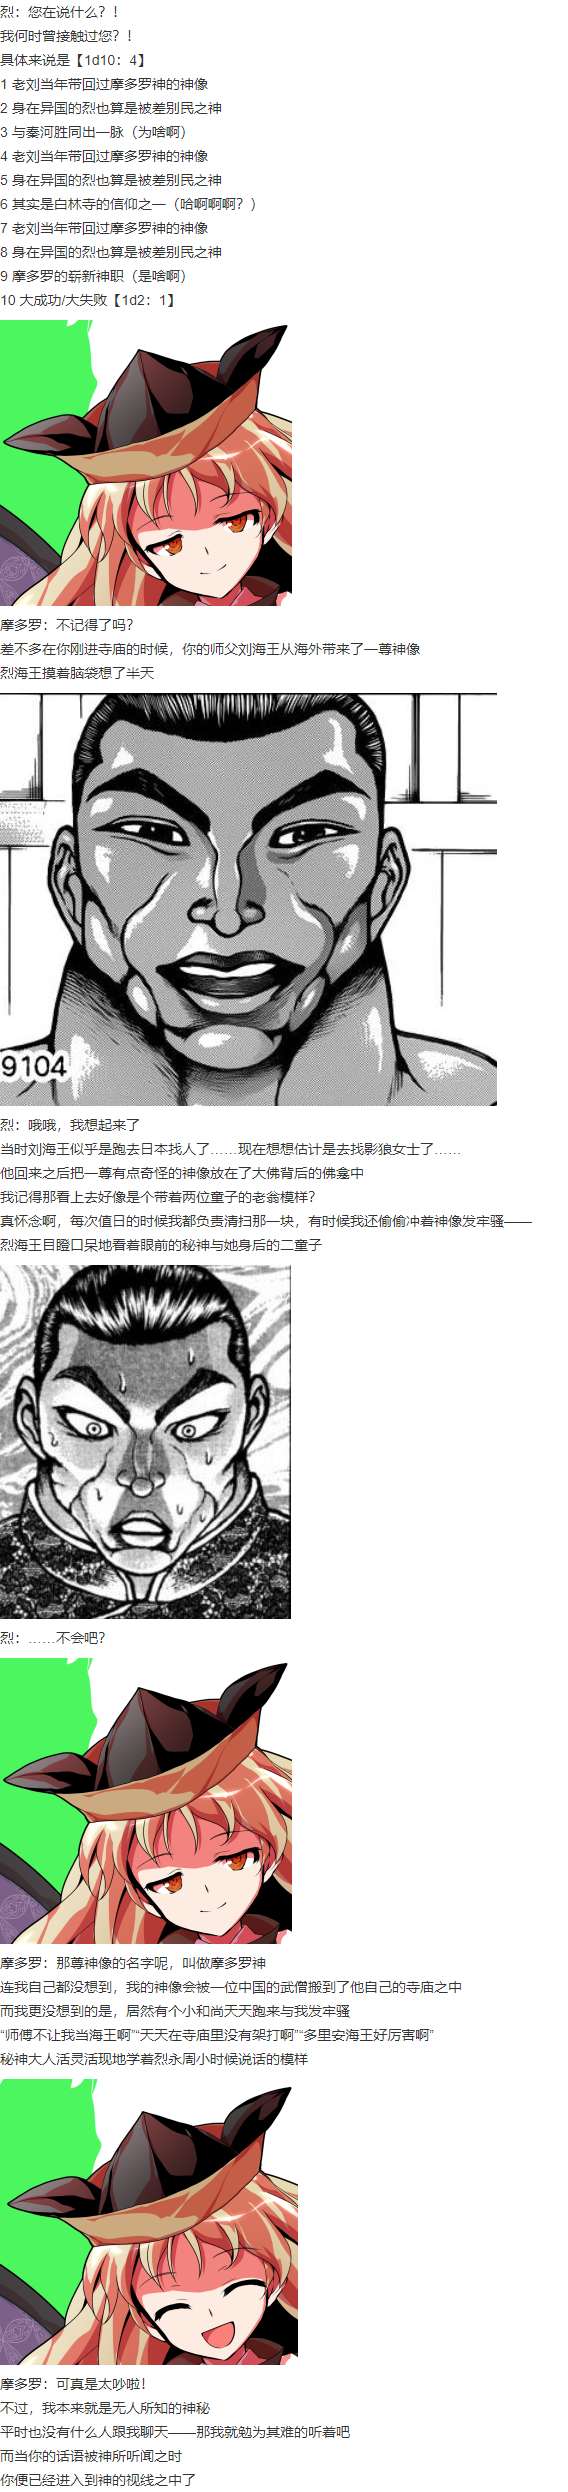 烈：您在说什么？！
我何时曾接触过您？！
具体来说是【1d10：4】
1 老刘当年带回过摩多罗神的神像
2 身在异国的烈也算是被差别民之神
3 与秦河胜同出一脉（为啥啊）
4 老刘当年带回过摩多罗神的神像
5 身在异国的烈也算是被差别民之神
6 其实是白林寺的信仰之一（哈啊啊啊？）
7 老刘当年带回过摩多罗神的神像
8 身在异国的烈也算是被差别民之神
9 摩多罗的崭新神职（是啥啊）
10 大成功/大失败【1d2：1】
摩多罗：不记得了吗？
差不多在你刚进寺庙的时候，你的师父刘海王从海外带来了一尊神像
烈海王摸着脑袋想了半天
9104
烈：哦哦，我想起来了
当时刘海王似乎是跑去日本找人了……现在想想估计是去找影狼女士了……
他回来之后把一尊有点奇怪的神像放在了大佛背后的佛龛中
我记得那看上去好像是个带着两位童子的老翁模样？
真怀念啊，每次值日的时候我都负责清扫那一块，有时候我还偷偷冲着神像发牢骚——
烈海王目瞪口呆地看着眼前的秘神与她身后的二童子
烈：……不会吧？
摩多罗：那尊神像的名字呢，叫做摩多罗神
连我自己都没想到，我的神像会被一位中国的武僧搬到了他自己的寺庙之中
而我更没想到的是，居然有个小和尚天天跑来与我发牢骚
“师傅不让我当海王啊”“天天在寺庙里没有架打啊”“多里安海王好厉害啊”
秘神大人活灵活现地学着烈永周小时候说话的模样
摩多罗：可真是太吵啦！
不过，我本来就是无人所知的神秘
平时也没有什么人跟我聊天——那我就勉为其难的听着吧
而当你的话语被神所听闻之时
你便已经进入到神的视线之中了